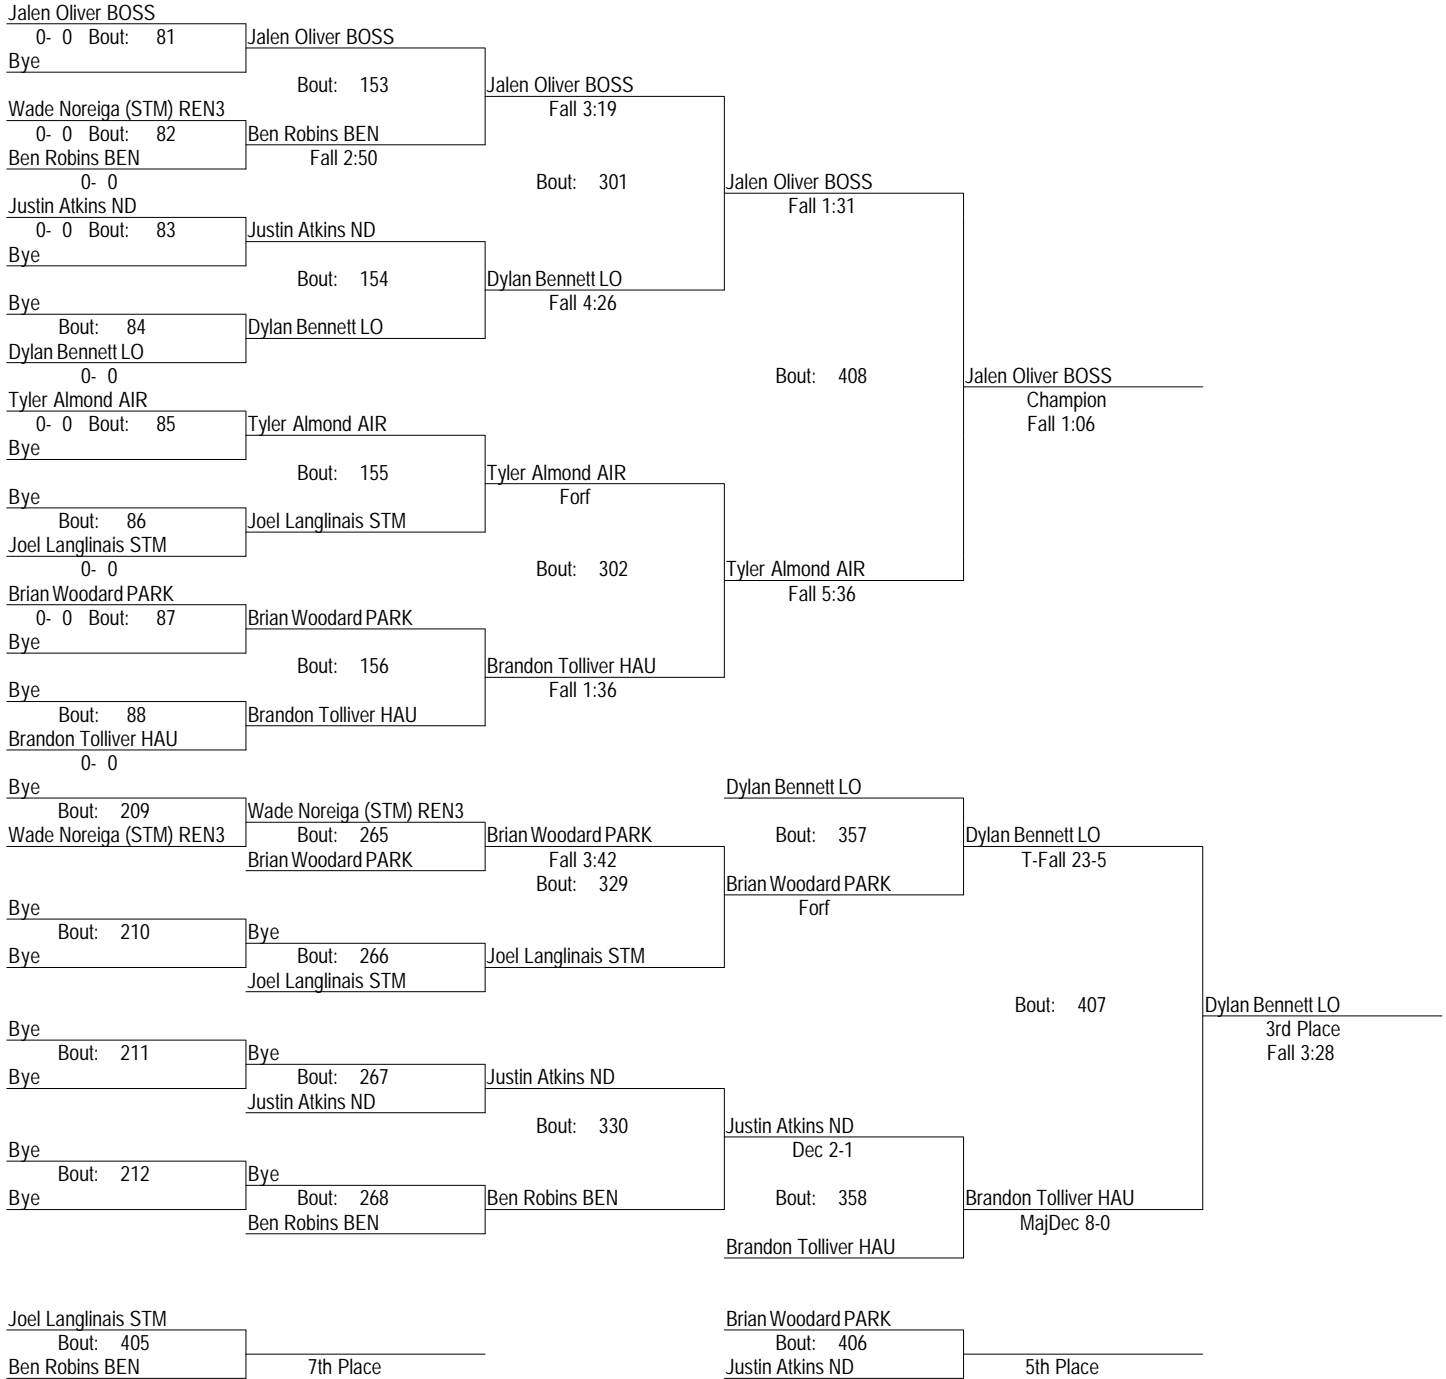 Jalen Oliver BOSS
0- 0 Bout: 81 Jalen Oliver BOSS
Bye
Bout: 153 Jalen Oliver BOSS
Wade Noreiga (STM) REN3 Fall 3:19
0- 0 Bout: 82 Ben Robins BEN
Ben Robins BEN Fall 2:50
0- 0 Bout: 301 Jalen Oliver BOSS
Justin Atkins ND Fall 1:31
0- 0 Bout: 83 Justin Atkins ND
Bye
Bout: 154 Dylan Bennett LO
Bye Fall 4:26
Bout: 84 Dylan Bennett LO
Dylan Bennett LO
0- 0 Bout: 408 Jalen Oliver BOSS
Tyler Almond AIR Champion
0- 0 Bout: 85 Tyler Almond AIR Fall 1:06
Bye
Bout: 155 Tyler Almond AIR
Bye Forf
Bout: 86 Joel Langlinais STM
Joel Langlinais STM
0- 0 Bout: 302 Tyler Almond AIR
Brian Woodard PARK Fall 5:36
0- 0 Bout: 87 Brian Woodard PARK
Bye
Bout: 156 Brandon Tolliver HAU
Bye Fall 1:36
Bout: 88 Brandon Tolliver HAU
Brandon Tolliver HAU
0- 0
Bye Dylan Bennett LO
Bout: 209 Wade Noreiga (STM) REN3
Wade Noreiga (STM) REN3 Bout: 265 Brian Woodard PARK Bout: 357 Dylan Bennett LO
Brian Woodard PARK Fall 3:42 T-Fall 23-5
Bout: 329 Brian Woodard PARK
Bye Forf
Bout: 210 Bye
Bye Bout: 266 Joel Langlinais STM
Joel Langlinais STM
Bout: 407 Dylan Bennett LO
Bye 3rd Place
Bout: 211 Bye Fall 3:28
Bye Bout: 267 Justin Atkins ND
Justin Atkins ND
Bout: 330 Justin Atkins ND
Bye Dec 2-1
Bout: 212 Bye
Bye Bout: 268 Ben Robins BEN Bout: 358 Brandon Tolliver HAU
Ben Robins BEN MajDec 8-0
Brandon Tolliver HAU
Joel Langlinais STM Brian Woodard PARK
Bout: 405 Bout: 406
Ben Robins BEN 7th Place Justin Atkins ND 5th Place